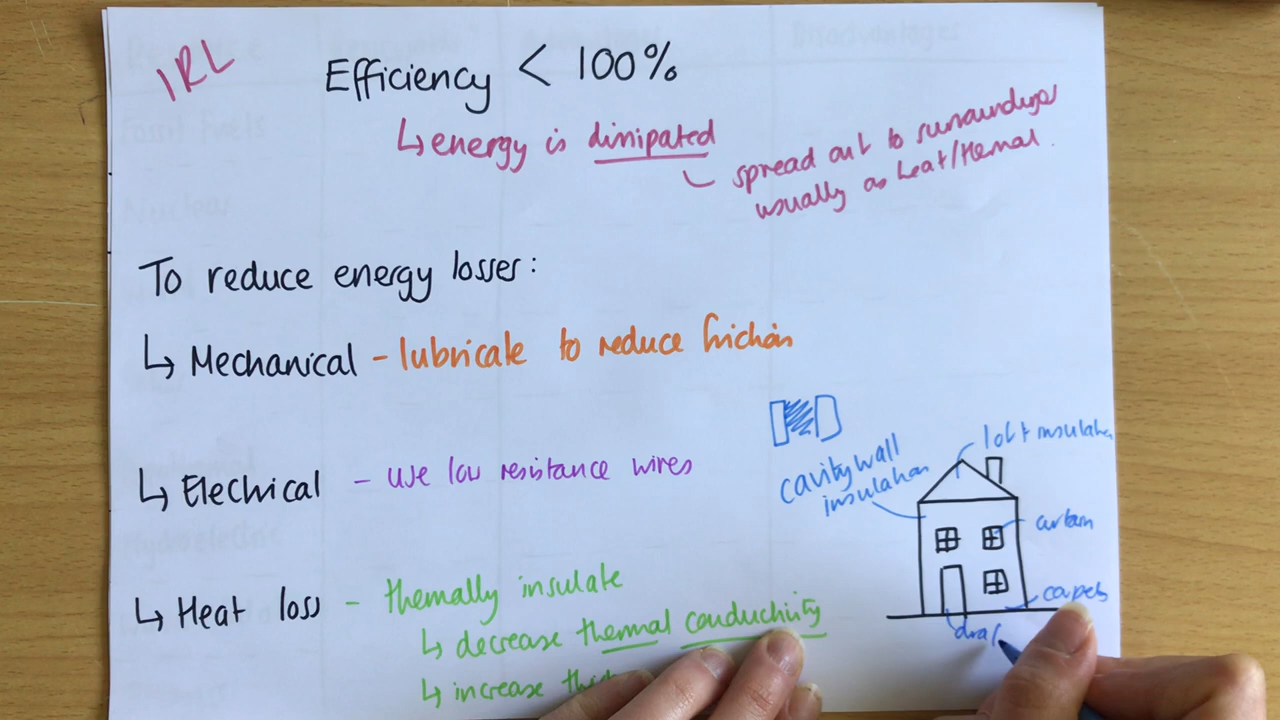 IRL
Efficiency < 100%
↳ energy is dissipated
spread out to surroundings
usually as heat/thermal.
To reduce energy losses:
↳ Mechanical - lubricate to reduce friction
↳ Electrical - use low resistance wires
↳ Heat loss - thermally insulate
↳ decrease thermal conductivity
↳ increase
cavity wall
insulation
loft insulation
curtain
carpets